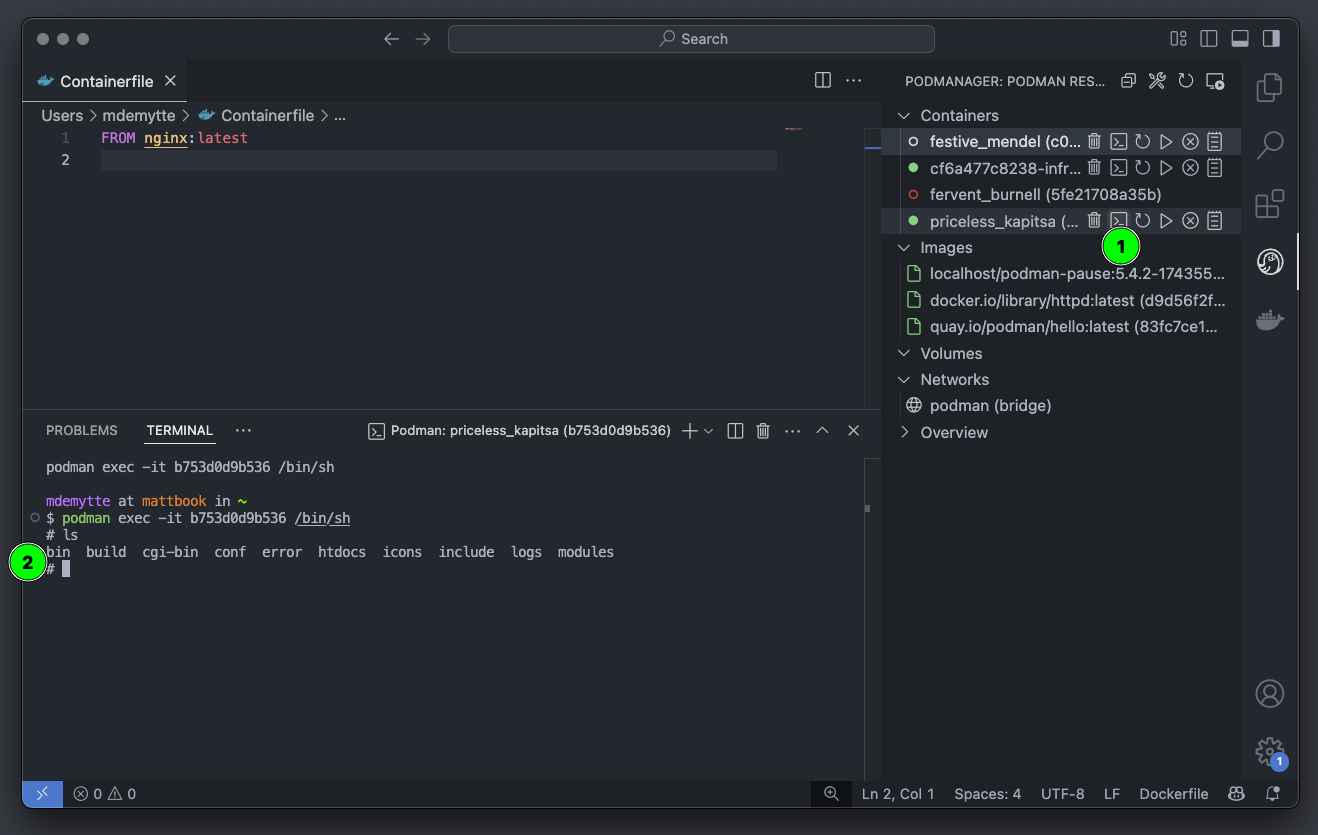 Search
Containerfile
Users > mdemytte > Containerfile > ...
1 FROM nginx:latest
2
PODMANAGER: PODMAN RES...
Containers
festive_mendel (c0...
cf6a477c8238-infr...
fervent_burnell (5fe21708a35b)
priceless_kapitsa (...
1
Images
localhost/podman-pause:5.4.2-174355...
docker.io/library/httpd:latest (d9d56f2f...
quay.io/podman/hello:latest (83fc7ce1...
Volumes
Networks
podman (bridge)
Overview
PROBLEMS TERMINAL ... Podman: priceless_kapitsa (b753d0d9b536)
podman exec -it b753d0d9b536 /bin/sh
mdemytte at mattbook in ~
$ podman exec -it b753d0d9b536 /bin/sh
# ls
bin build cgi-bin conf error htdocs icons include logs modules
2
#
1
0 0 Ln 2, Col 1 Spaces: 4 UTF-8 LF Dockerfile